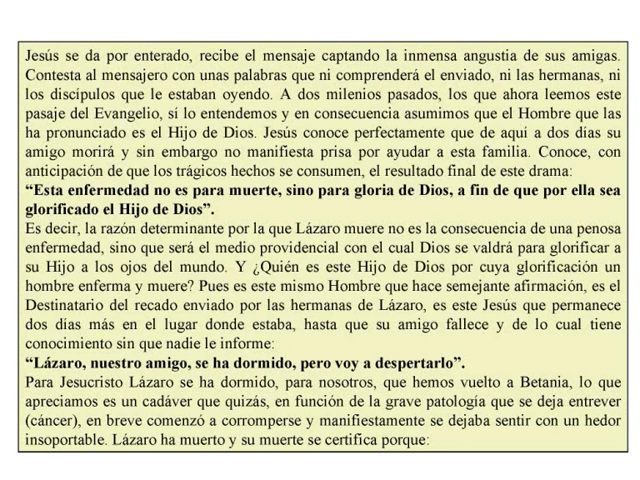 Jesús se da por enterado, recibe el mensaje captando la inmensa angustia de sus amigas.
Contesta al mensajero con unas palabras que ni comprenderá el enviado, ni las hermanas, ni
los discípulos que le estaban oyendo. A dos milenios pasados, los que ahora leemos este
pasaje del Evangelio, sí lo entendemos y en consecuencia asumimos que el Hombre que las
ha pronunciado es el Hijo de Dios. Jesús conoce perfectamente que de aquí a dos días su
amigo morirá y sin embargo no manifiesta prisa por ayudar a esta familia. Conoce, con
anticipación de que los trágicos hechos se consumen, el resultado final de este drama:
“Esta enfermedad no es para muerte, sino para gloria de Dios, a fin de que por ella sea
glorificado el Hijo de Dios”.
Es decir, la razón determinante por la que Lázaro muere no es la consecuencia de una penosa
enfermedad, sino que será el medio providencial con el cual Dios se valdrá para glorificar a
su Hijo a los ojos del mundo. Y ¿Quién es este Hijo de Dios por cuya glorificación un
hombre enferma y muere? Pues es este mismo Hombre que hace semejante afirmación, es el
Destinatario del recado enviado por las hermanas de Lázaro, es este Jesús que permanece
dos días más en el lugar donde estaba, hasta que su amigo fallece y de lo cual tiene
conocimiento sin que nadie le informe:
“Lázaro, nuestro amigo, se ha dormido, pero voy a despertarlo”.
Para Jesucristo Lázaro se ha dormido, para nosotros, que hemos vuelto a Betania, lo que
apreciamos es un cadáver que quizás, en función de la grave patología que se deja entrever
(cáncer), en breve comenzó a corromperse y manifiestamente se dejaba sentir con un hedor
insoportable. Lázaro ha muerto y su muerte se certifica porque: